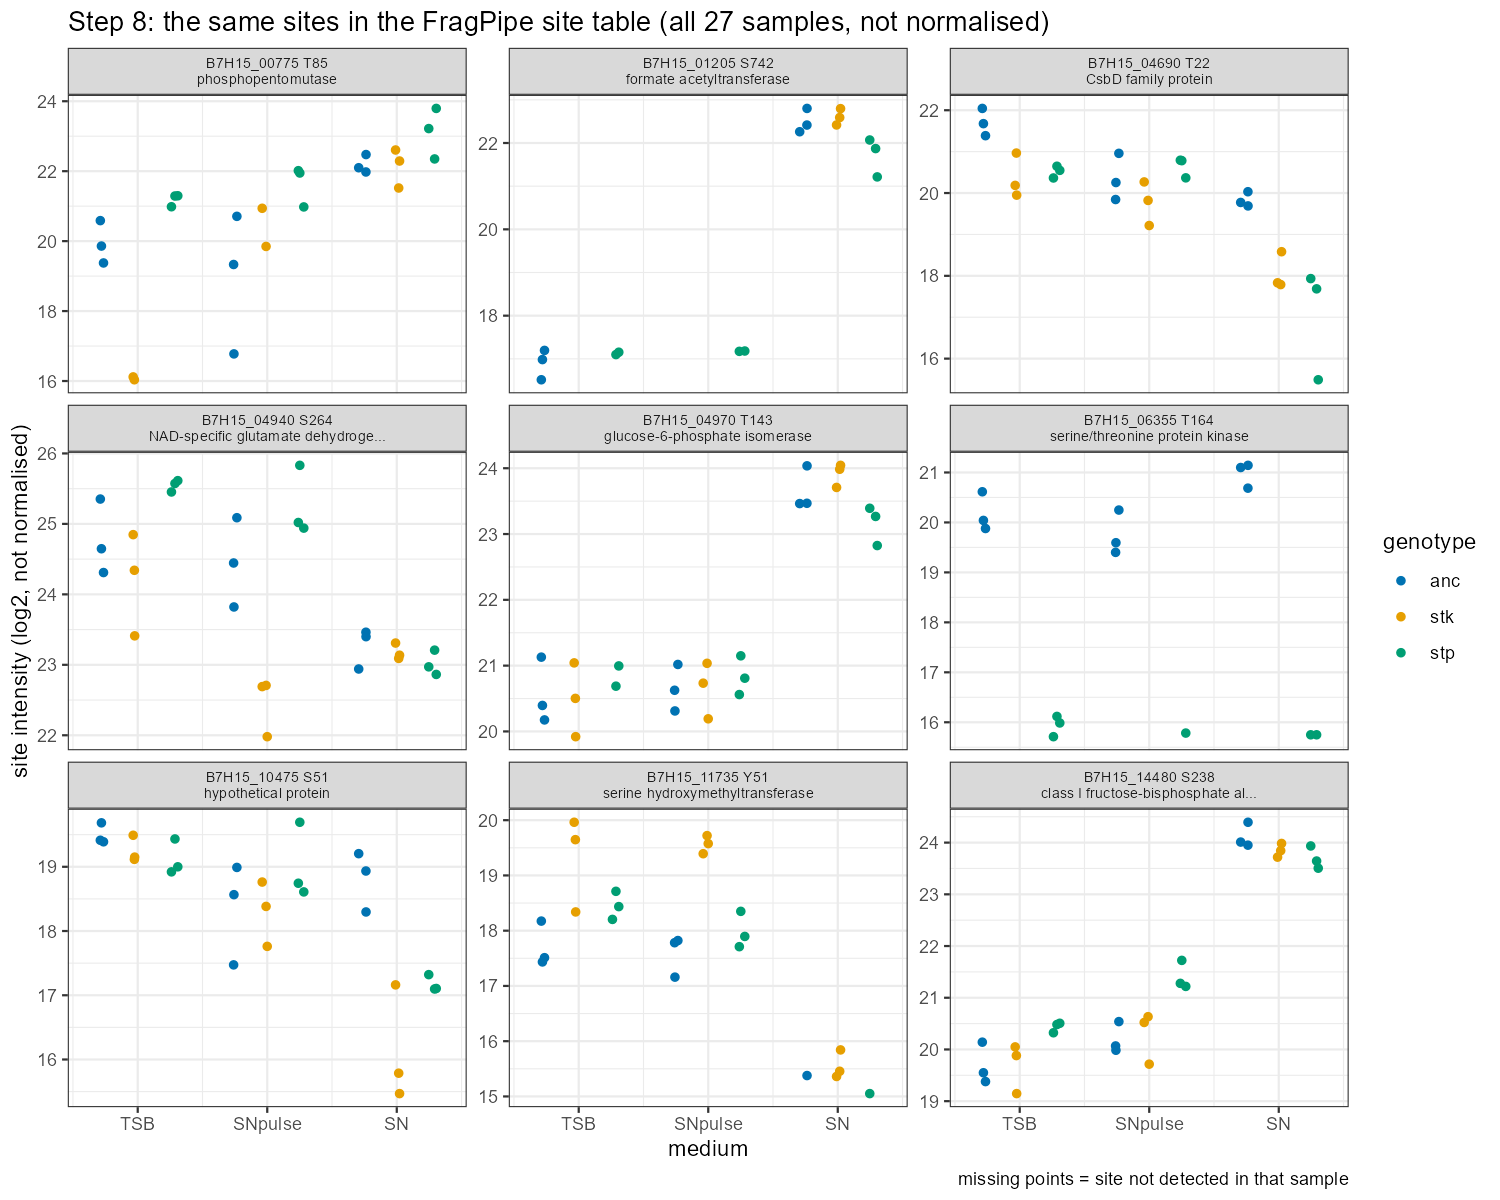 Step 8: the same sites in the FragPipe site table (all 27 samples, not normalised)
B7H15_00775 T85
phosphopentomutase
B7H15_01205 S742
formate acetyltransferase
B7H15_04690 T22
CsbD family protein
24
22
20
18
16
22
20
18
22
20
18
16
B7H15_04940 S264
NAD-specific glutamate dehydroge...
B7H15_04970 T143
glucose-6-phosphate isomerase
B7H15_06355 T164
serine/threonine protein kinase
26
25
24
23
22
24
23
22
21
20
21
20
19
18
17
16
B7H15_10475 S51
hypothetical protein
B7H15_11735 Y51
serine hydroxymethyltransferase
B7H15_14480 S238
class I fructose-bisphosphate al...
19
18
17
16
20
19
18
17
16
15
24
23
22
21
20
19
TSB
SNpulse
SN
TSB
SNpulse
SN
TSB
SNpulse
SN
medium
site intensity (log2, not normalised)
genotype
anc
stk
stp
missing points = site not detected in that sample